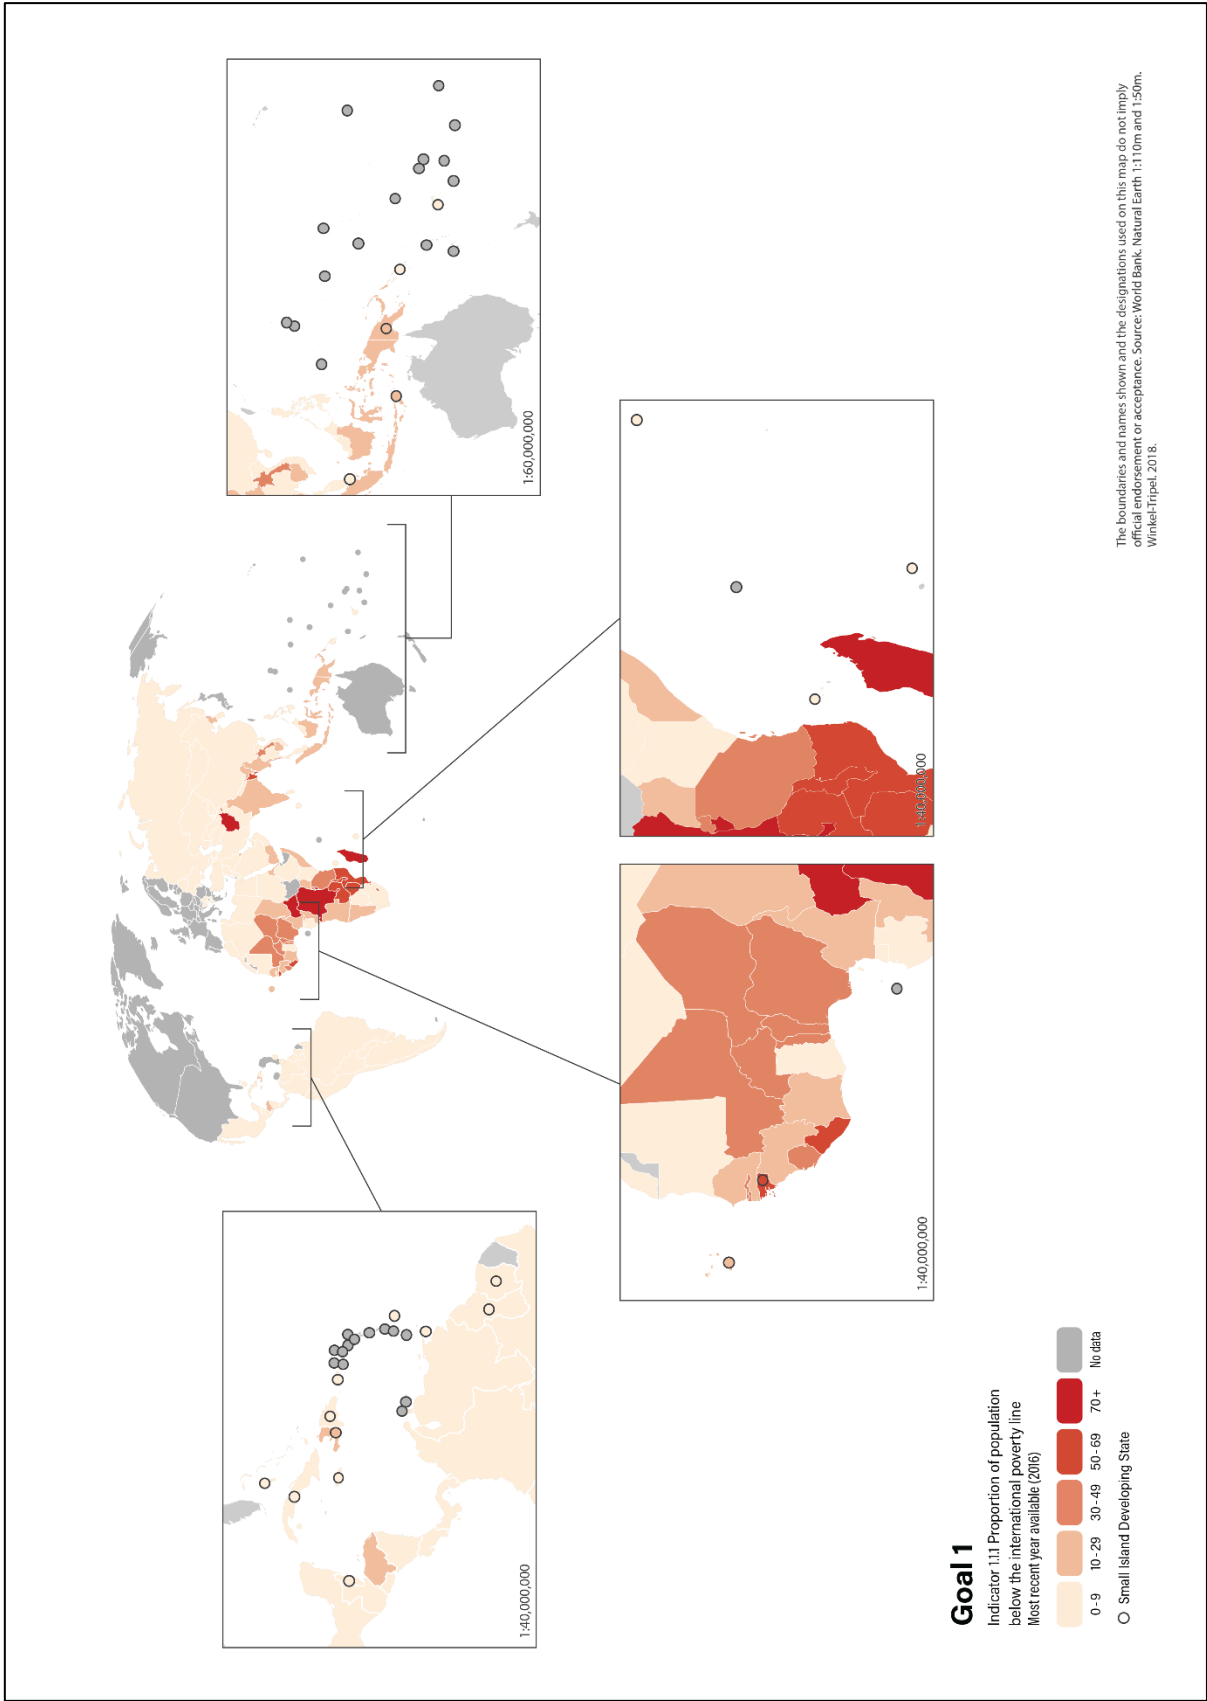 1:60,000,000
1:40,000,000
1:40,000,000
1:40,000,000
Goal 1
Indicator 1.1.1 Proportion of population
below the international poverty line
Most recent year available (2016)
0 - 9 10 - 29 30 - 49 50 - 69 70 + No data
Small Island Developing State
The boundaries and names shown and the designations used on this map do not imply
official endorsement or acceptance. Source: World Bank. Natural Earth 1:110m and 1:50m.
Winkel-Tripel. 2018.